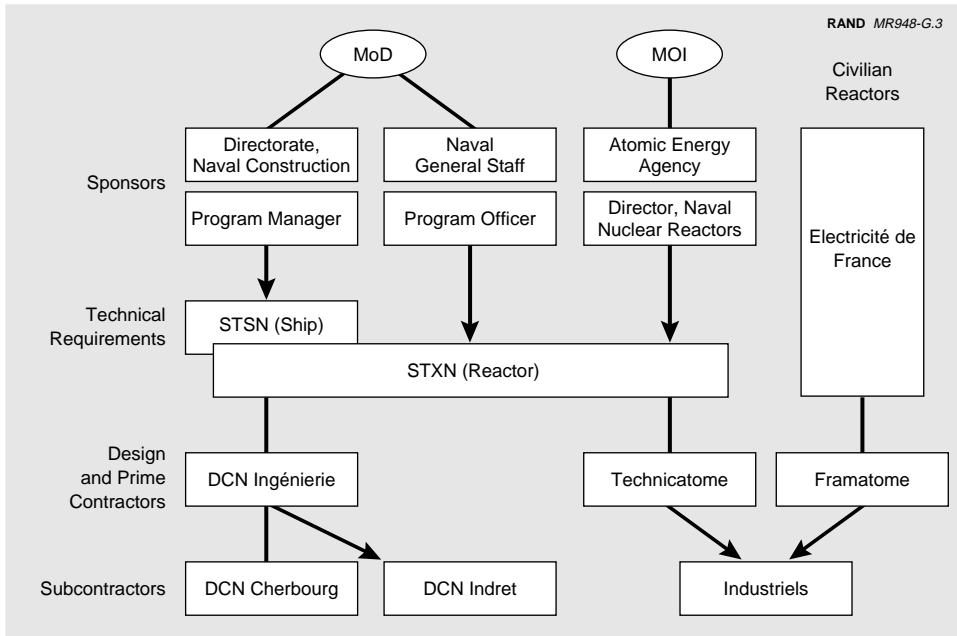 RAND MR948-G.3
MoD
MOI
Civilian
Reactors
Sponsors
Directorate,
Naval Construction
Naval
General Staff
Atomic Energy
Agency
Program Manager
Program Officer
Director, Naval
Nuclear Reactors
Electricité de
France
Technical
Requirements
STSN (Ship)
STXN (Reactor)
Design
and Prime
Contractors
DCN Ingénierie
Technicatome
Framatome
Subcontractors
DCN Cherbourg
DCN Indret
Industriels